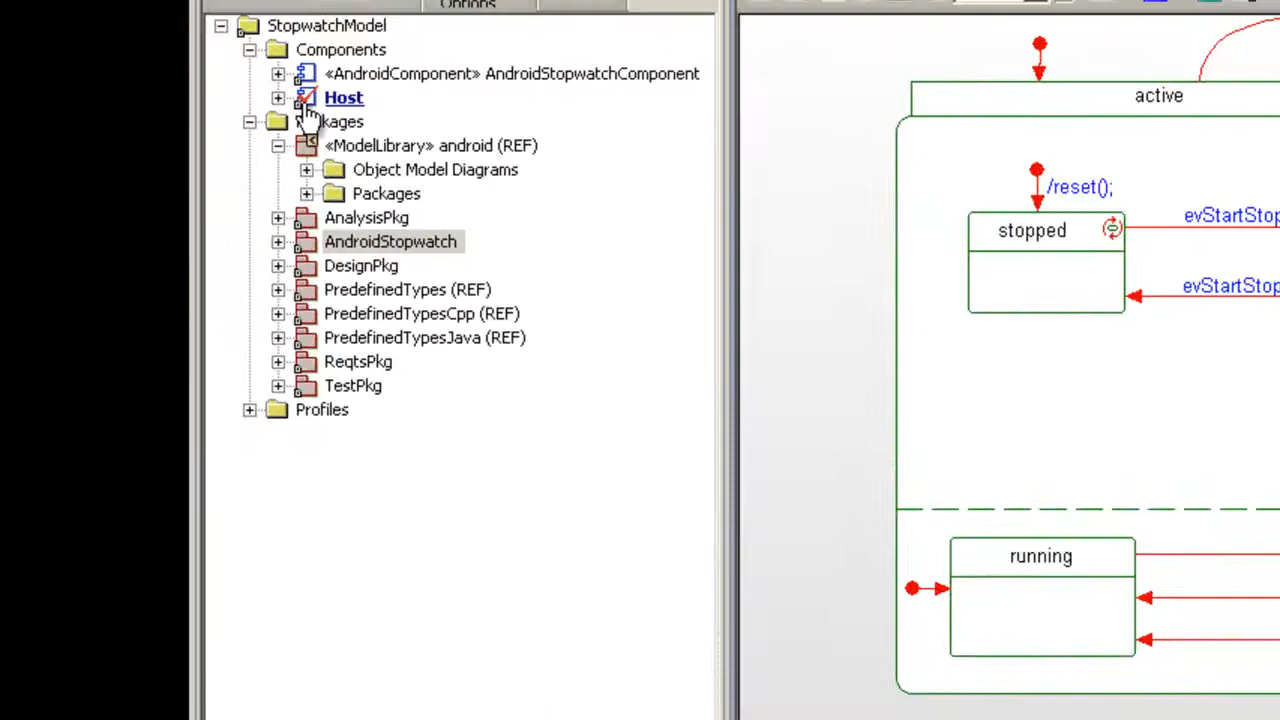 Options
StopwatchModel
Components
«AndroidComponent» AndroidStopwatchComponent
Host
kages
«ModelLibrary» android (REF)
Object Model Diagrams
Packages
AnalysisPkg
AndroidStopwatch
DesignPkg
PredefinedTypes (REF)
PredefinedTypesCpp (REF)
PredefinedTypesJava (REF)
ReqtsPkg
TestPkg
Profiles
active
/reset();
stopped
evStartStop
evStartStop
running